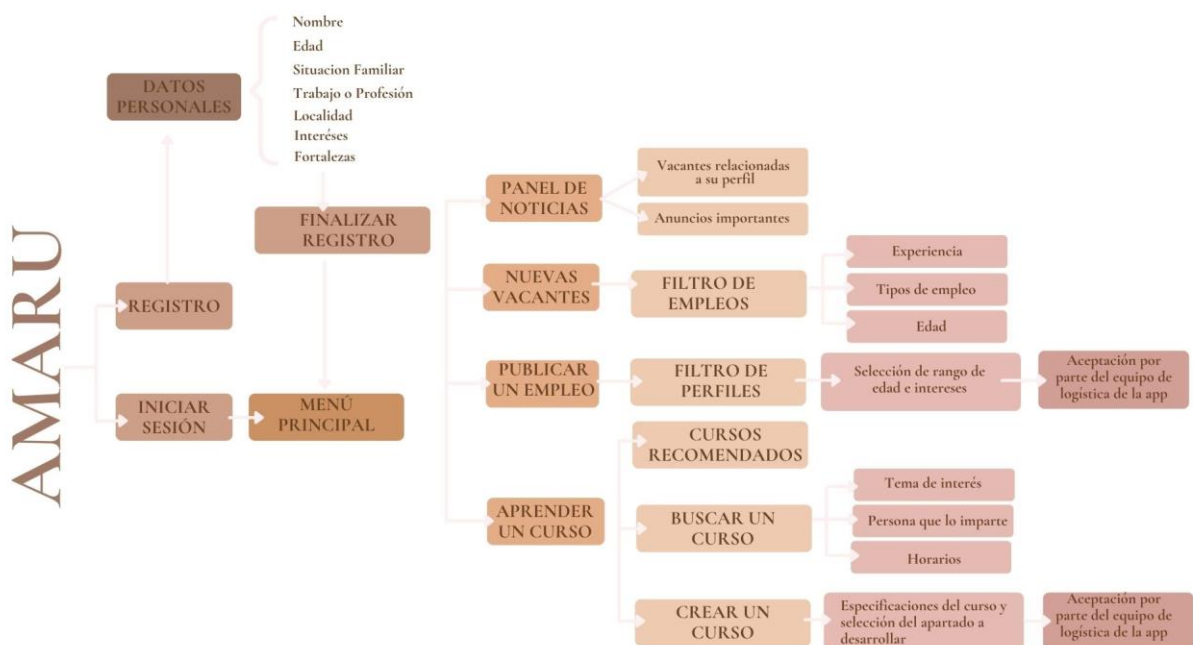 AMARU
Nombre
Edad
Situacion Familiar
Trabajo o Profesión
Localidad
Interéses
Fortalezas
DATOS
PERSONALES
FINALIZAR
REGISTRO
REGISTRO
INICIAR
SESIÓN
MENÚ
PRINCIPAL
PANEL DE
NOTICIAS
Vacantes relacionadas
a su perfil
Anuncios importantes
NUEVAS
VACANTES
FILTRO DE
EMPLEOS
Experiencia
Tipos de empleo
Edad
PUBLICAR
UN EMPLEO
FILTRO DE
PERFILES
Selección de rango de
edad e intereses
Aceptación por
parte del equipo de
logística de la app
APRENDER
UN CURSO
CURSOS
RECOMENDADOS
BUSCAR UN
CURSO
Tema de interés
Persona que lo imparte
Horarios
CREAR UN
CURSO
Especificaciones del curso y
selección del apartado a
desarrollar
Aceptación por
parte del equipo de
logística de la app